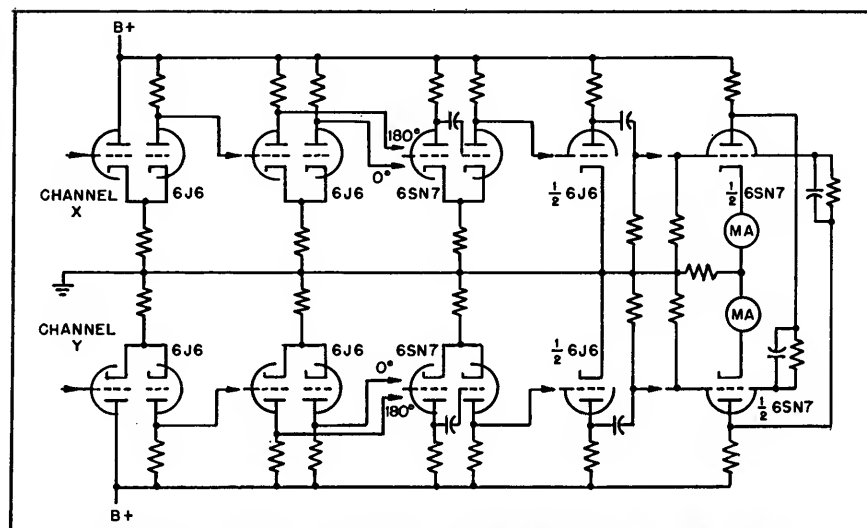 B+
180°
0°
CHANNEL
X
6J6
6J6
6SN7
½ 6J6
½ 6SN7
MA
MA
CHANNEL
Y
6J6
6J6
0°
180°
6SN7
½ 6J6
½ 6SN7
B+